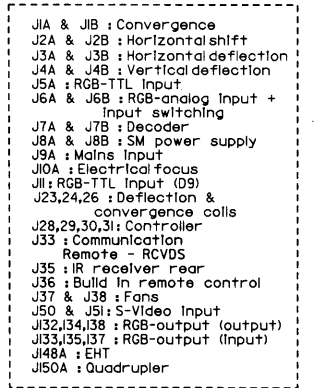 J1A & J1B : Convergence
J2A & J2B : Horizontal shift
J3A & J3B : Horizontal deflection
J4A & J4B : Vertical deflection
J5A : RGB-TTL input
J6A & J6B : RGB-analog input +
input switching
J7A & J7B : Decoder
J8A & J8B : SM power supply
J9A : Mains input
J10A : Electrical focus
J11: RGB-TTL input (D9)
J23,24,26 : Deflection &
convergence coils
J28,29,30,31: Controller
J33 : Communication
Remote - RCVDS
J35 : IR receiver rear
J36 : Build in remote control
J37 & J38 : Fans
J50 & J51: S-Video input
J132,134,138 : RGB-output (output)
J133,135,137 : RGB-output (input)
J148A : EHT
J150A : Quadrupler